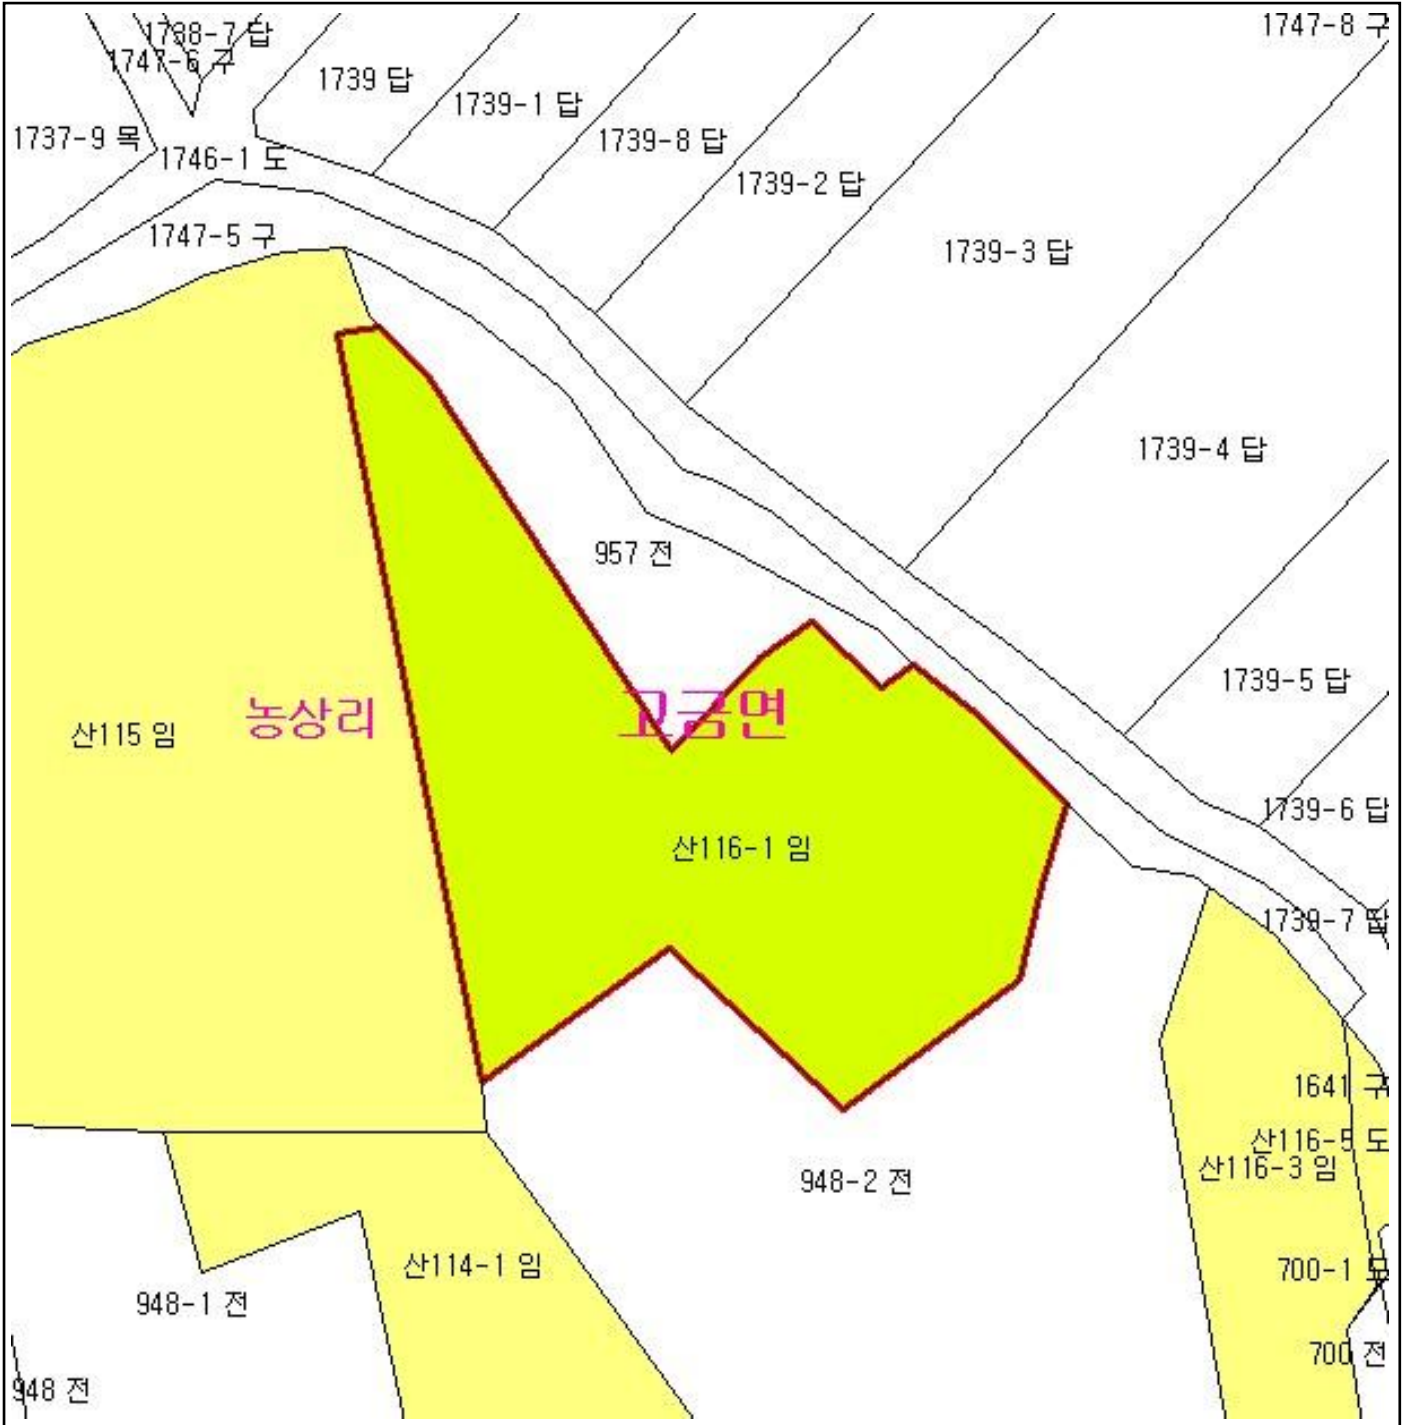 1738-7 답
1747-6 구
1747-8 구
1739 답
1739-1 답
1737-9 목
1739-8 답
1746-1 도
1739-2 답
1747-5 구
1739-3 답
1739-4 답
957 전
1739-5 답
농상리
고금면
산115 임
1739-6 답
산116-1 임
1739-7 답
1641 구
산116-5 도
산116-3 임
948-2 전
산114-1 임
700-1
948-1 전
700 전
948 전